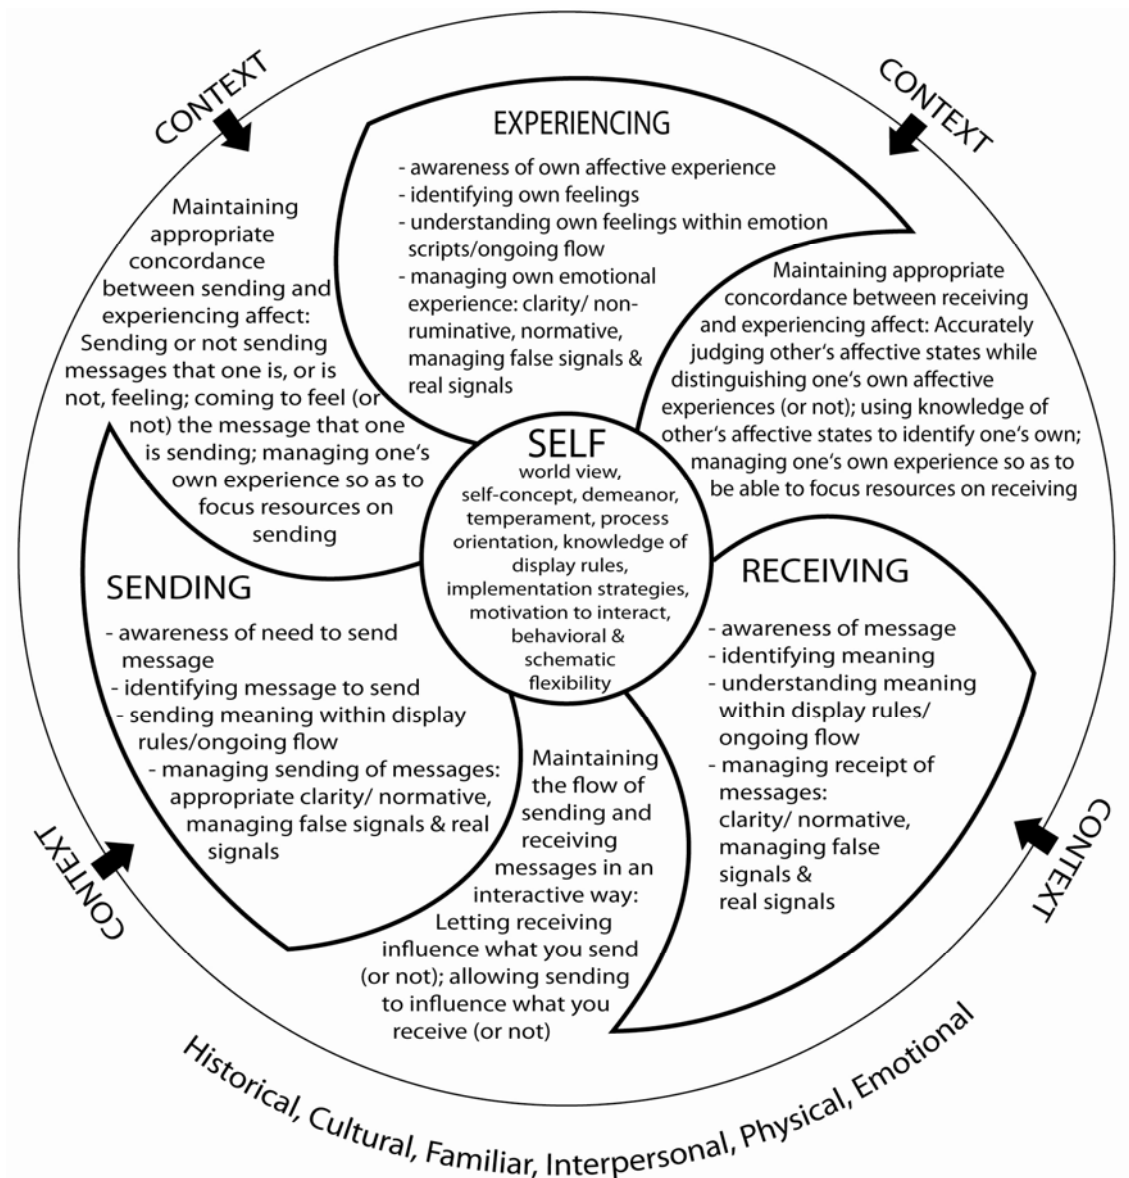 CONTEXT
CONTEXT
EXPERIENCING
- awareness of own affective experience
- identifying own feelings
- understanding own feelings within emotion
scripts/ongoing flow
- managing own emotional
experience: clarity/ non-
ruminative, normative,
managing false signals &
real signals
Maintaining
appropriate
concordance
between sending and
experiencing affect:
Sending or not sending
messages that one is, or is
not, feeling; coming to feel (or
not) the message that one
is sending; managing one‘s
own experience so as to
focus resources on
sending
Maintaining appropriate
concordance between receiving
and experiencing affect: Accurately
judging other‘s affective states while
distinguishing one‘s own affective
experiences (or not); using knowledge of
other‘s affective states to identify one‘s own;
managing one‘s own experience so as to
be able to focus resources on receiving
SELF
world view,
self-concept, demeanor,
temperament, process
orientation, knowledge of
display rules,
implementation strategies,
motivation to interact,
behavioral &
schematic
flexibility
SENDING
- awareness of need to send
message
- identifying message to send
- sending meaning within display
rules/ongoing flow
- managing sending of messages:
appropriate clarity/ normative,
managing false signals & real
signals
RECEIVING
- awareness of message
- identifying meaning
- understanding meaning
within display rules/
ongoing flow
- managing receipt of
messages:
clarity/ normative,
managing false
signals &
real signals
Maintaining
the flow of
sending and
receiving
messages in an
interactive way:
Letting receiving
influence what you send
(or not); allowing sending
to influence what you
receive (or not)
CONTEXT
CONTEXT
Historical, Cultural, Familiar, Interpersonal, Physical, Emotional